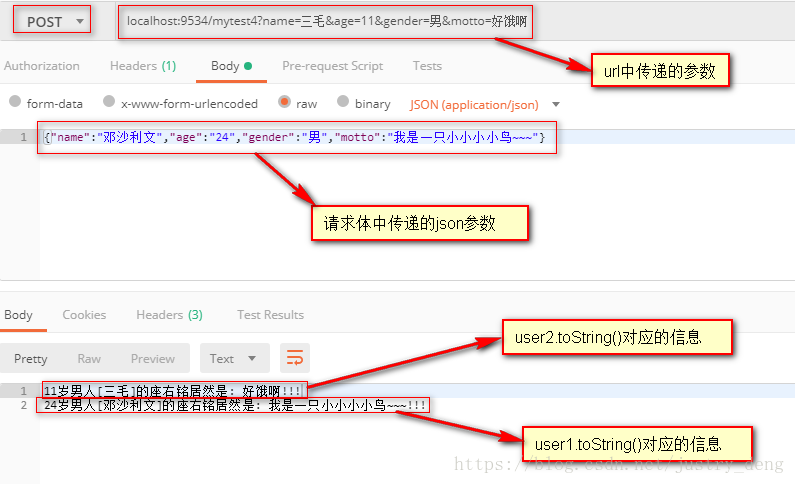 POST
localhost:9534/mytest4?name=三毛&age=11&gender=男&motto=好饿啊
url中传递的参数
Authorization Headers (1) Body Pre-request Script Tests
form-data x-www-form-urlencoded raw binary JSON (application/json)
1 {"name":"邓沙利文","age":"24","gender":"男","motto":"我是一只小小小小鸟~~~"}
请求体中传递的json参数
Body Cookies Headers (3) Test Results
user2.toString()对应的信息
Pretty Raw Preview Text
1 11岁男人[三毛]的座右铭居然是: 好饿啊!!!
2 24岁男人[邓沙利文]的座右铭居然是: 我是一只小小小小鸟~~~!!!
user1.toString()对应的信息
https://blog.csdn.net/justry_deng